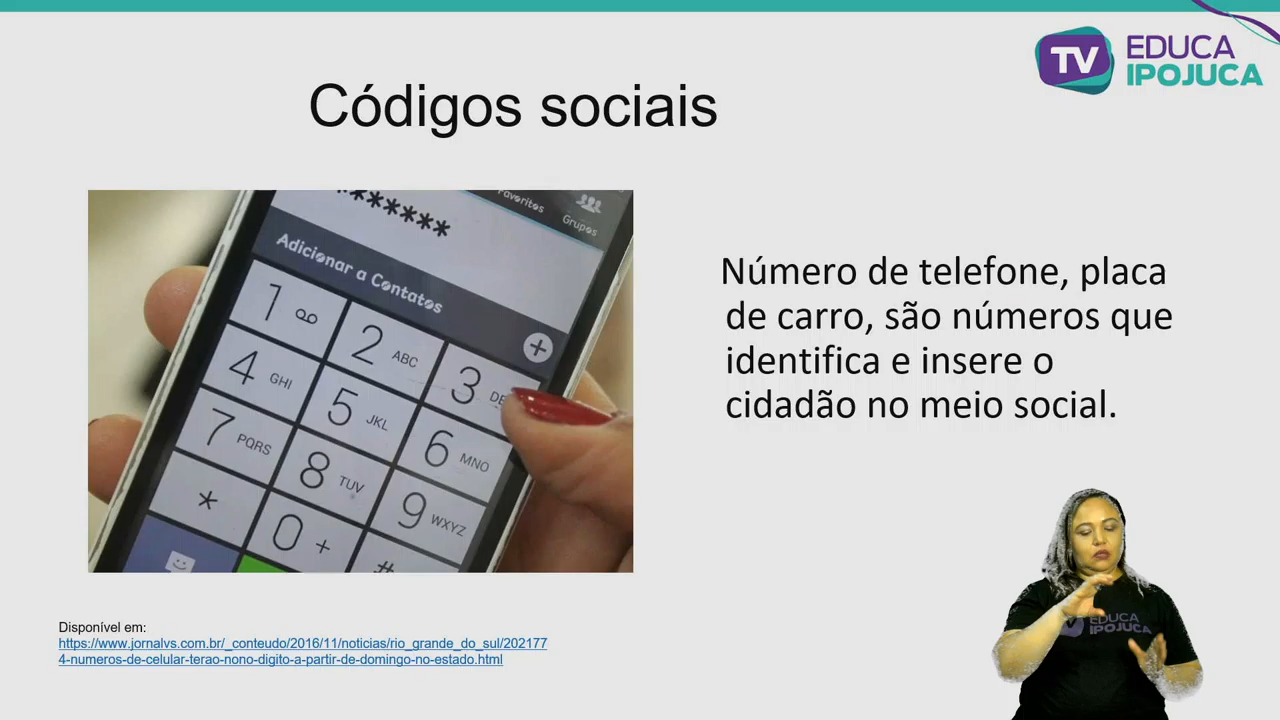 TV EDUCA
IPOJUCA
Códigos sociais
*******
Favoritos
Grupos
Adicionar a Contatos
+
1
2 ABC
3 DE
4 GHI
5 JKL
6 MNO
7 PQRS
8 TUV
9 WXYZ
*
0 +
#
Número de telefone, placa
de carro, são números que
identifica e insere o
cidadão no meio social.
EDUCA
IPOJUCA
Disponível em:
https://www.jornalvs.com.br/_conteudo/2016/11/noticias/rio_grande_do_sul/202177
4-numeros-de-celular-terao-nono-digito-a-partir-de-domingo-no-estado.html